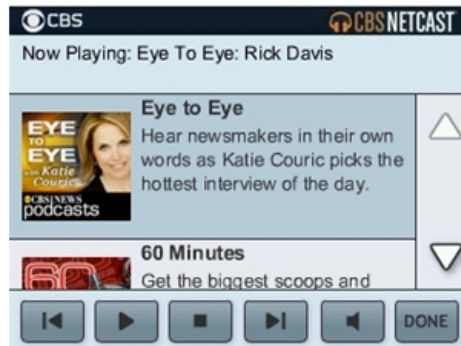 CBS
CBS NETCAST
Now Playing: Eye To Eye: Rick Davis
EYE
TO
EYE
with Katie
Couric
CBS NEWS
podcasts
Eye to Eye
Hear newsmakers in their own
words as Katie Couric picks the
hottest interview of the day.
60
60 Minutes
Get the biggest scoops and
DONE